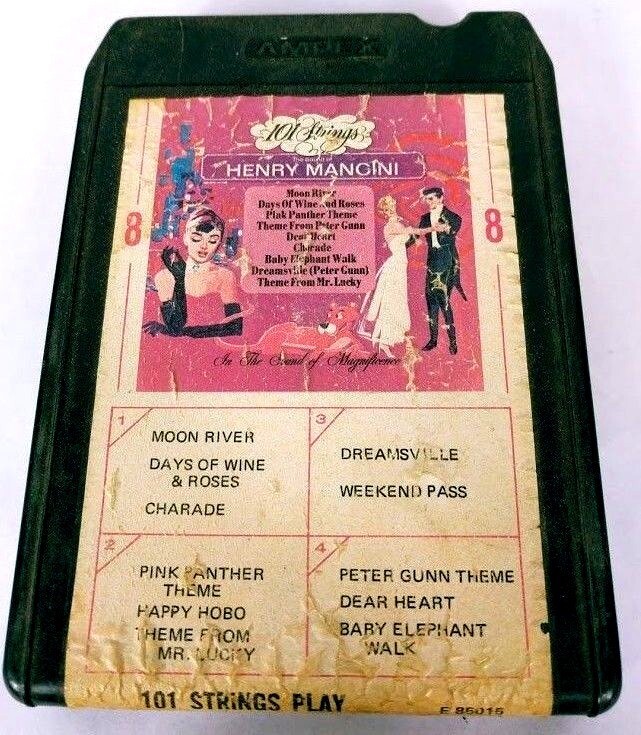 AMPEX
101 Strings
The Sound of
HENRY MANCINI
Moon River
Days Of Wine And Roses
Pink Panther Theme
Theme From Peter Gunn
Dear Heart
Charade
Baby Elephant Walk
Dreamsville (Peter Gunn)
Theme From Mr. Lucky
8
8
In The Sound of Magnificence
1
MOON RIVER
DAYS OF WINE
& ROSES
CHARADE
2
PINK PANTHER
THEME
HAPPY HOBO
THEME FROM
MR. LUCKY
3
DREAMSVILLE
WEEKEND PASS
4
PETER GUNN THEME
DEAR HEART
BABY ELEPHANT
WALK
101 STRINGS PLAY
E 85015